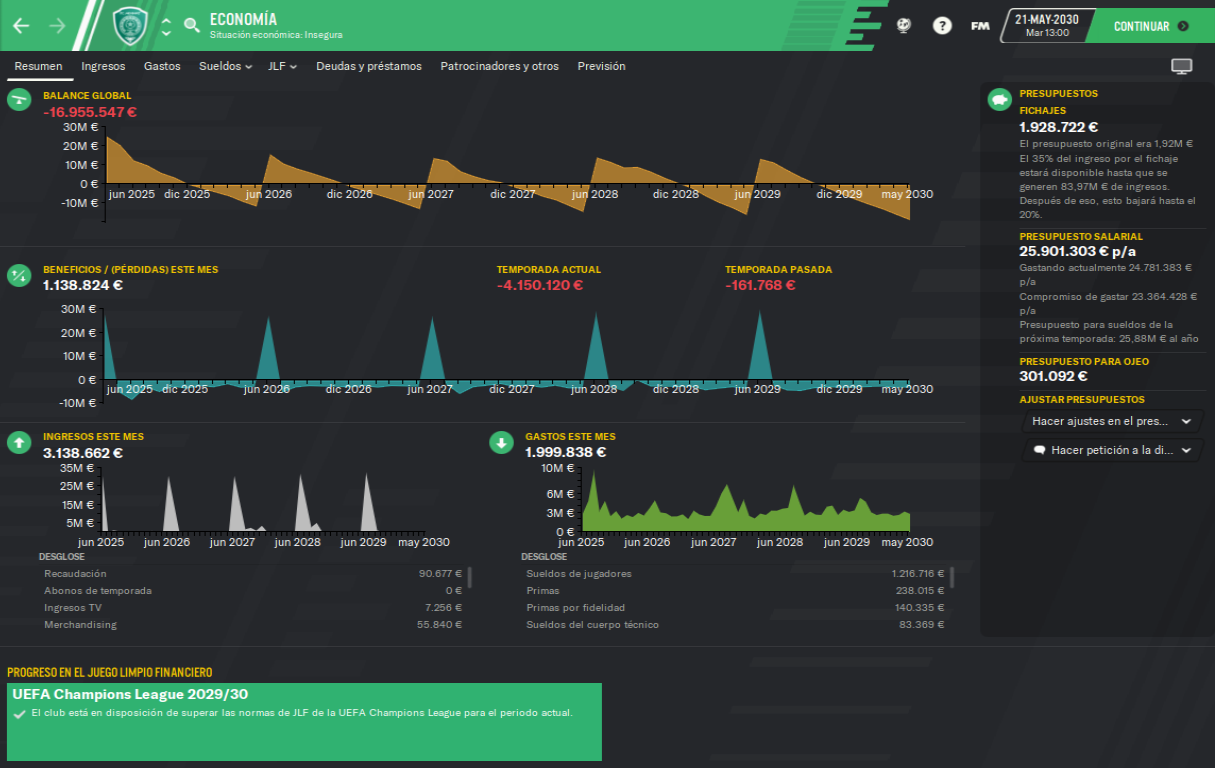 ECONOMÍA
Situación económica: Insegura
FM
21-MAY-2030
Mar 13:00
CONTINUAR
Resumen Ingresos Gastos Sueldos JLF Deudas y préstamos Patrocinadores y otros Previsión
BALANCE GLOBAL
-16.955.547 €
30M €
20M €
10M €
0 €
-10M €
jun 2025 dic 2025 jun 2026 dic 2026 jun 2027 dic 2027 jun 2028 dic 2028 jun 2029 dic 2029 may 2030
BENEFICIOS / (PÉRDIDAS) ESTE MES
1.138.824 €
TEMPORADA ACTUAL
-4.150.120 €
TEMPORADA PASADA
-161.768 €
30M €
20M €
10M €
0 €
-10M €
jun 2025 dic 2025 jun 2026 dic 2026 jun 2027 dic 2027 jun 2028 dic 2028 jun 2029 dic 2029 may 2030
INGRESOS ESTE MES
3.138.662 €
35M €
25M €
15M €
5M €
jun 2025 jun 2026 jun 2027 jun 2028 jun 2029 may 2030
DESGLOSE
Recaudación 90.677 €
Abonos de temporada 0 €
Ingresos TV 7.256 €
Merchandising 55.840 €
GASTOS ESTE MES
1.999.838 €
10M €
6M €
3M €
0 €
jun 2025 jun 2026 jun 2027 jun 2028 jun 2029 may 2030
DESGLOSE
Sueldos de jugadores 1.216.716 €
Primas 238.015 €
Primas por fidelidad 140.335 €
Sueldos del cuerpo técnico 83.369 €
PRESUPUESTOS
FICHAJES
1.928.722 €
El presupuesto original era 1,92M €
El 35% del ingreso por el fichaje
estará disponible hasta que se
generen 83,97M € de ingresos.
Después de eso, esto bajará hasta el
20%.
PRESUPUESTO SALARIAL
25.901.303 € p/a
Gastando actualmente 24.781.383 €
p/a
Compromiso de gastar 23.364.428 €
p/a
Presupuesto para sueldos de la
próxima temporada: 25,88M € al año
PRESUPUESTO PARA OJEO
301.092 €
AJUSTAR PRESUPUESTOS
Hacer ajustes en el pres...
Hacer petición a la di...
PROGRESO EN EL JUEGO LIMPIO FINANCIERO
UEFA Champions League 2029/30
El club está en disposición de superar las normas de JLF de la UEFA Champions League para el periodo actual.